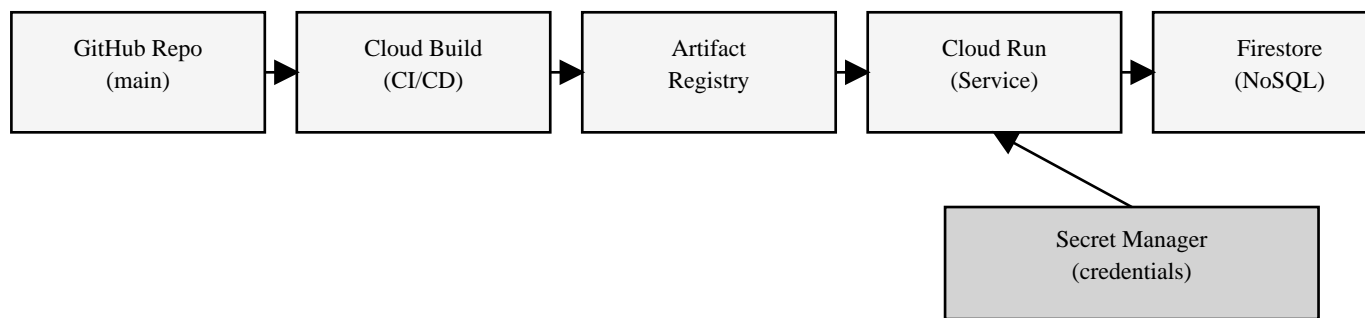 GitHub Repo
(main)
Cloud Build
(CI/CD)
Artifact
Registry
Cloud Run
(Service)
Firestore
(NoSQL)
Secret Manager
(credentials)